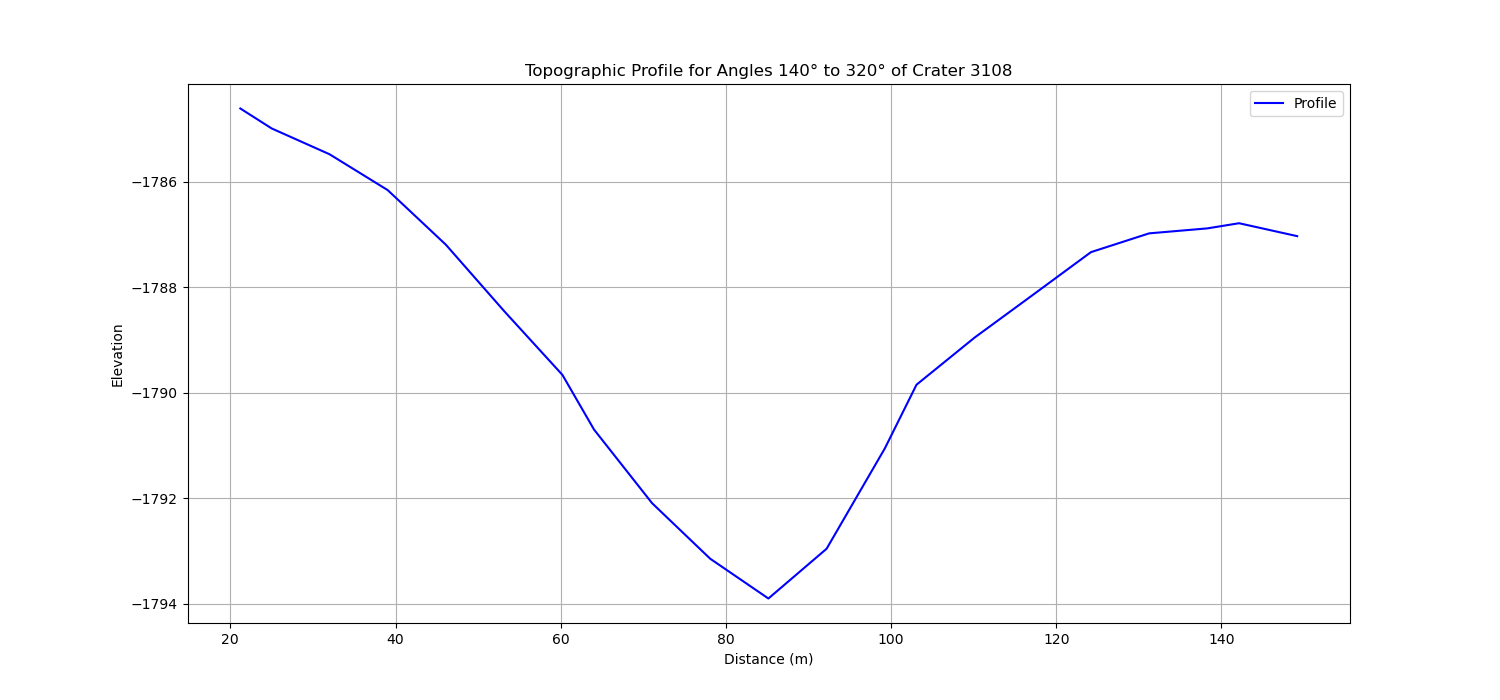 Topographic Profile for Angles 140° to 320° of Crater 3108
Profile
−1786
−1788
−1790
−1792
−1794
Elevation
20 40 60 80 100 120 140
Distance (m)